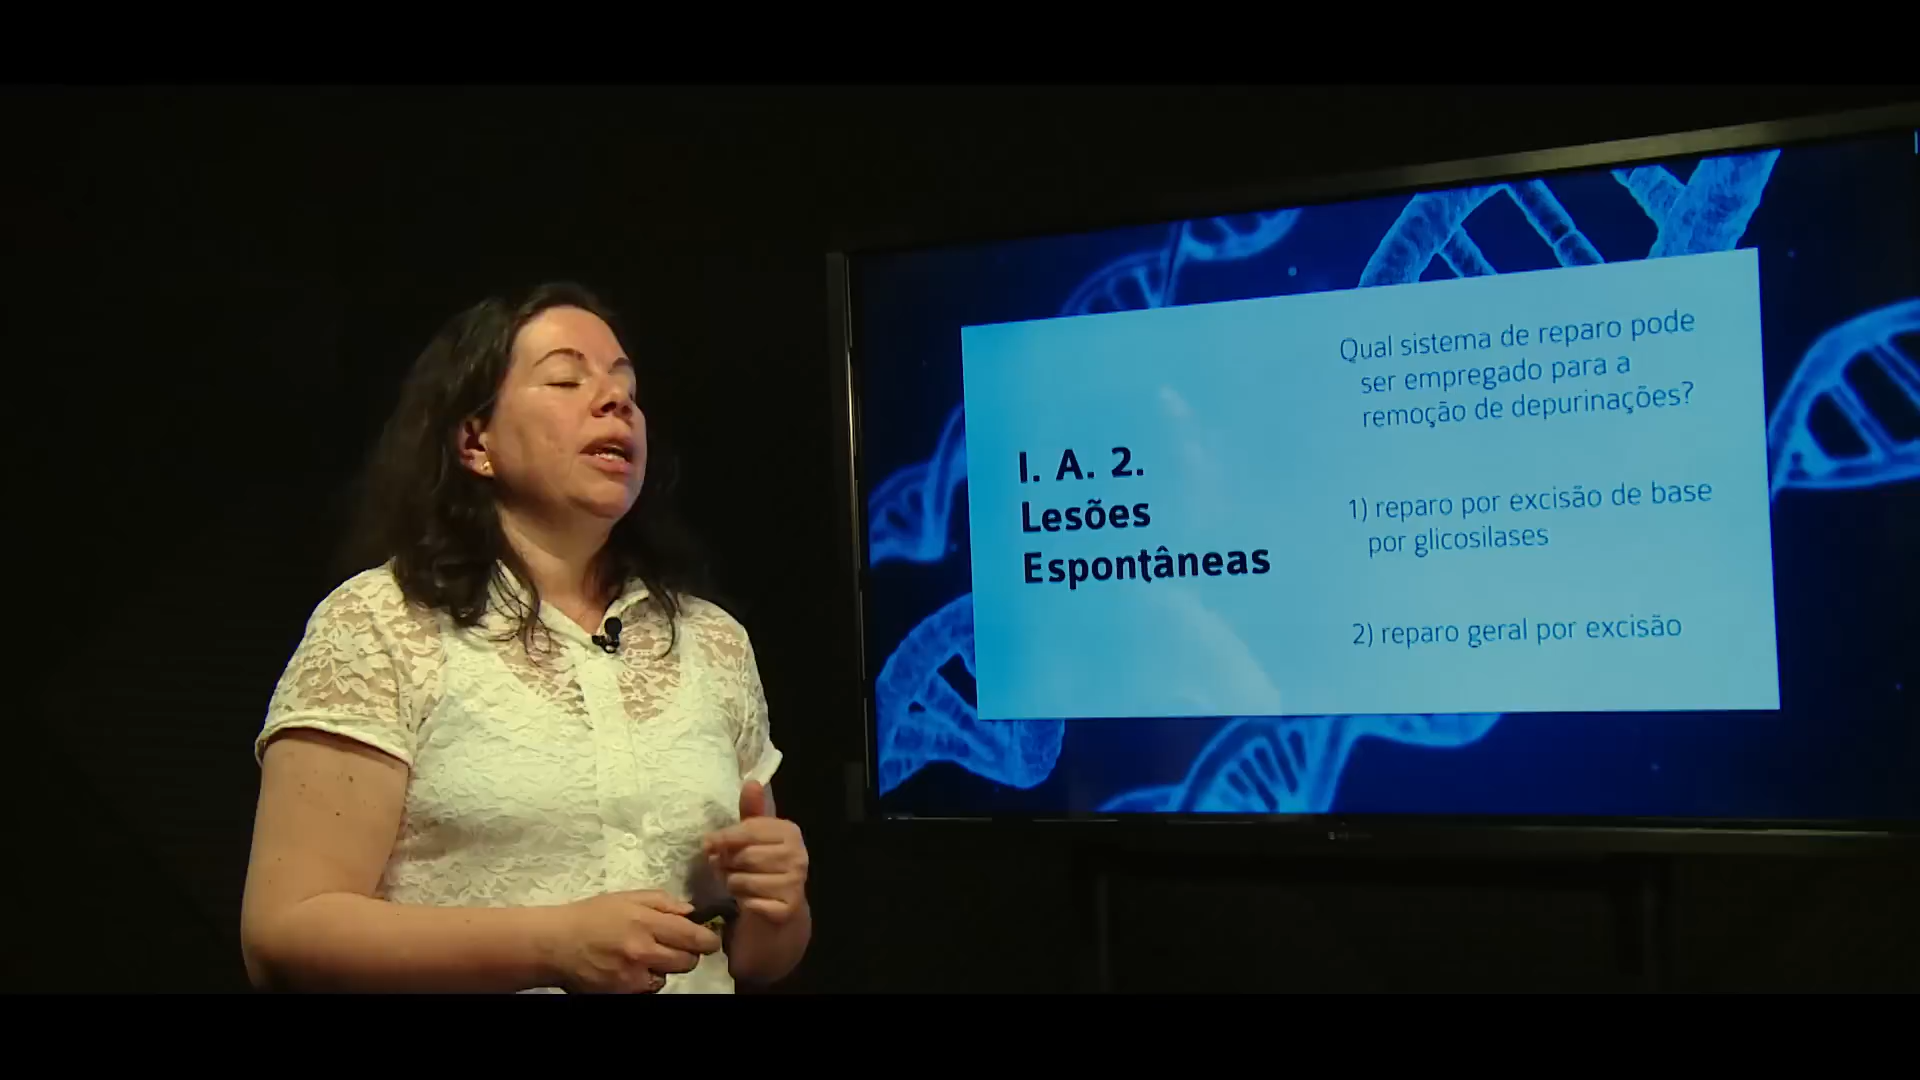 I. A. 2.
Lesões
Espontâneas
Qual sistema de reparo pode
ser empregado para a
remoção de depurinações?
1) reparo por excisão de base
por glicosilases
2) reparo geral por excisão